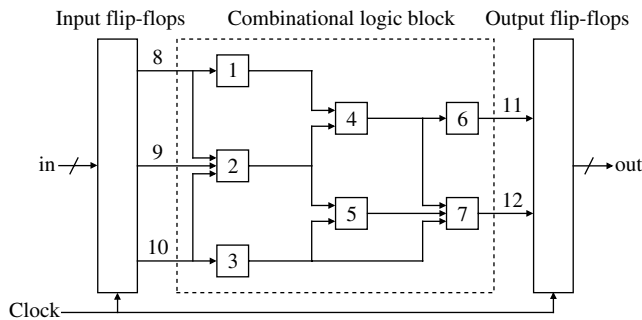 Input flip-flops
Combinational logic block
Output flip-flops
8
1
4
6
11
in
9
2
out
5
7
12
10
3
Clock